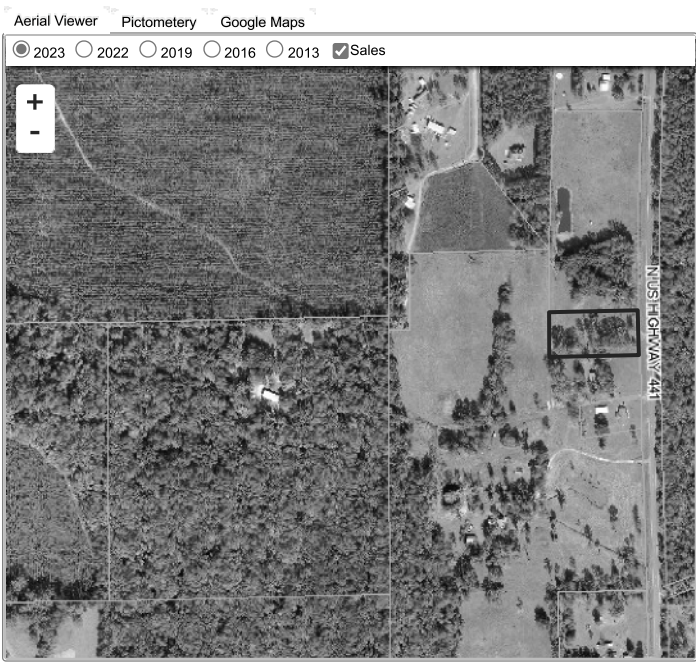 Aerial Viewer Pictometery Google Maps
2023 2022 2019 2016 2013 Sales
+
-
N US HIGHWAY 441